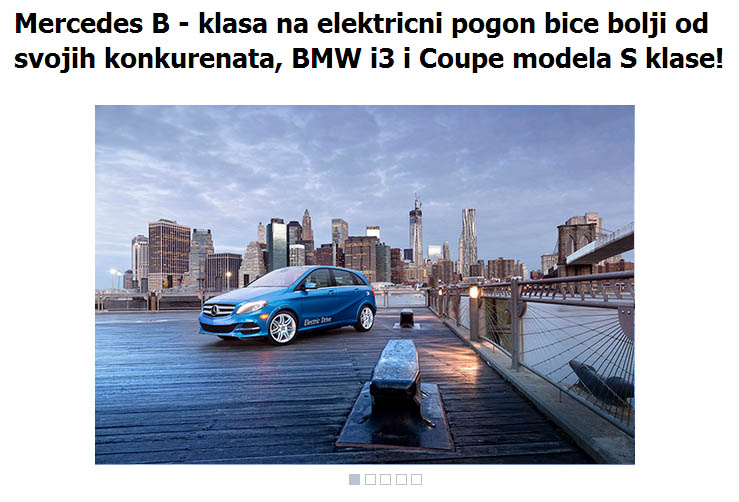 Mercedes B - klasa na elektricni pogon bice bolji od
svojih konkurenata, BMW i3 i Coupe modela S klase!
Electric Drive